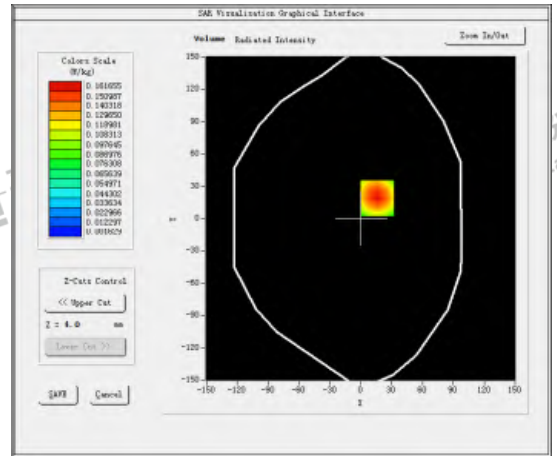 SAR Visualisation Graphical Interface
Volume Radiated Intensity
Zoom In/Out
Colors Scale
(W/kg)
0.161655
0.150987
0.140318
0.129650
0.118981
0.108313
0.097645
0.086976
0.076308
0.065639
0.054971
0.044302
0.033634
0.022966
0.012297
0.001629
Z-Cuts Control
<< Upper Cut
Z = 4.0 mm
Lower Cut >>
SAVE
Cancel
150-
120-
90-
60-
30-
0-
-30-
-60-
-90-
-120-
-150-
Y
-150 -120 -90 -60 -30 0 30 60 90 120 150
X